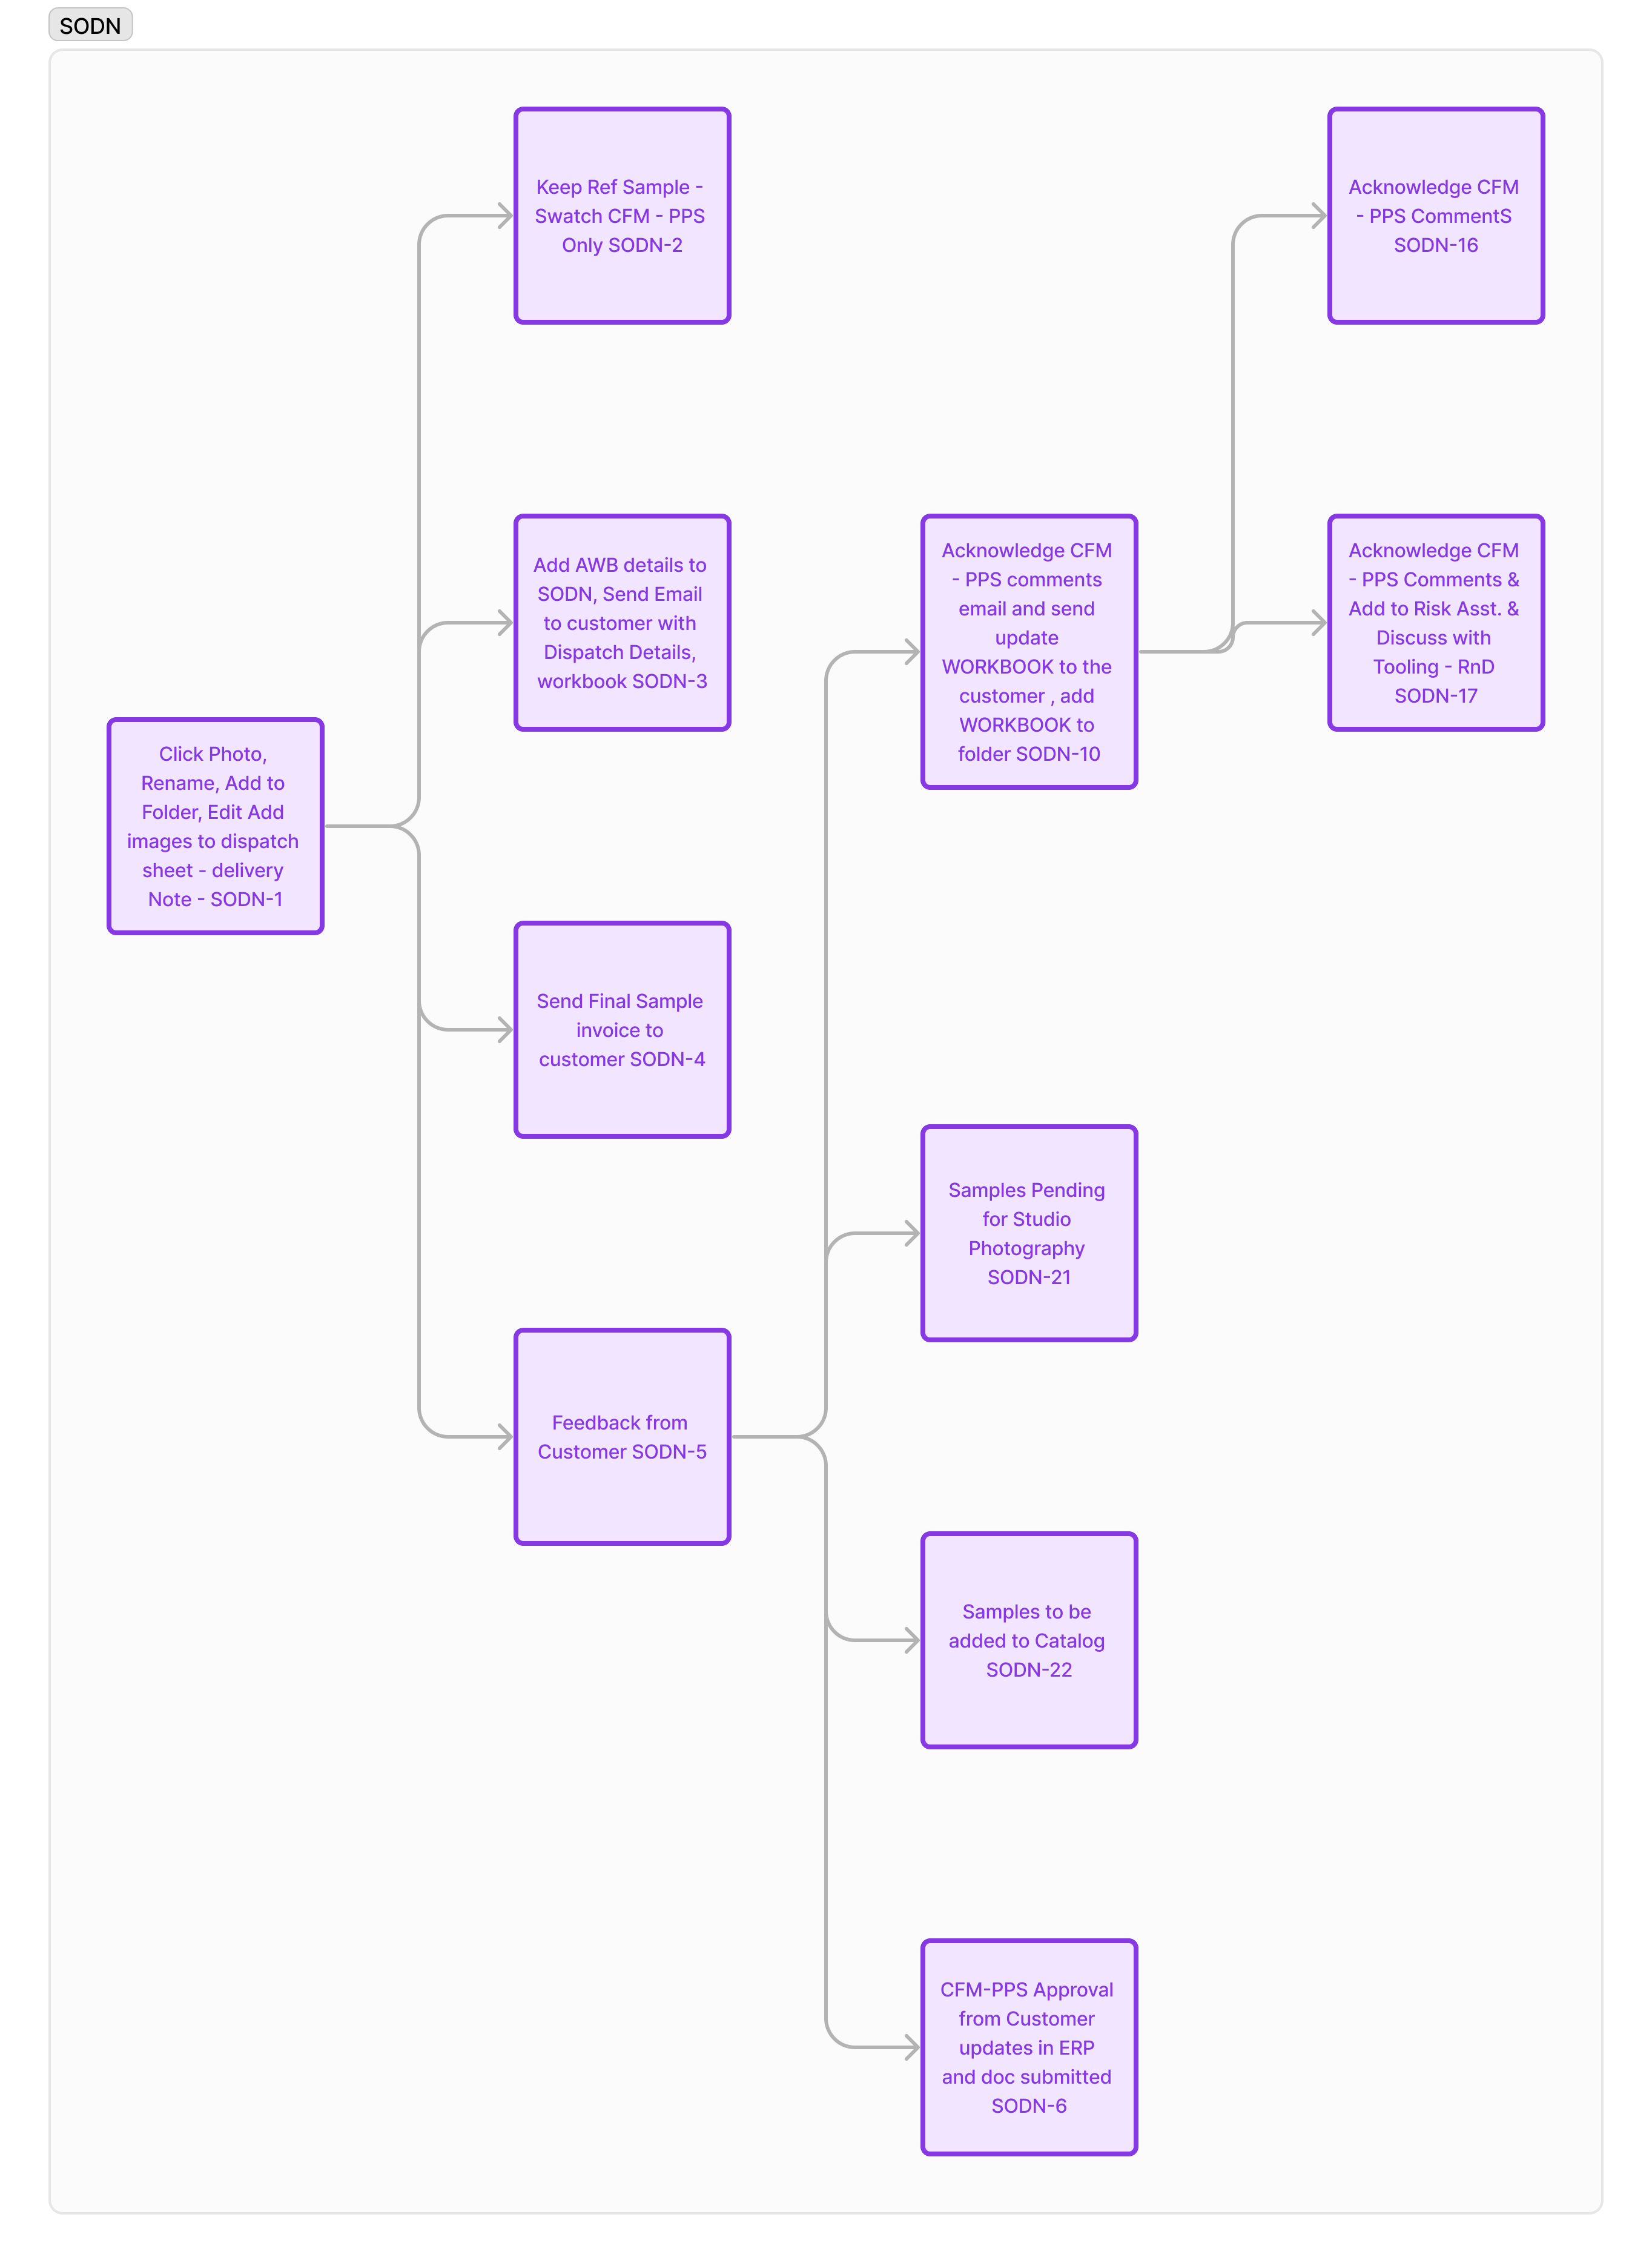 SODN
Keep Ref Sample -
Swatch CFM - PPS
Only SODN-2
Acknowledge CFM
- PPS CommentS
SODN-16
Add AWB details to
SODN, Send Email
to customer with
Dispatch Details,
workbook SODN-3
Acknowledge CFM
- PPS comments
email and send
update
WORKBOOK to the
customer , add
WORKBOOK to
folder SODN-10
Acknowledge CFM
- PPS Comments &
Add to Risk Asst. &
Discuss with
Tooling - RnD
SODN-17
Click Photo,
Rename, Add to
Folder, Edit Add
images to dispatch
sheet - delivery
Note - SODN-1
Send Final Sample
invoice to
customer SODN-4
Samples Pending
for Studio
Photography
SODN-21
Feedback from
Customer SODN-5
Samples to be
added to Catalog
SODN-22
CFM-PPS Approval
from Customer
updates in ERP
and doc submitted
SODN-6